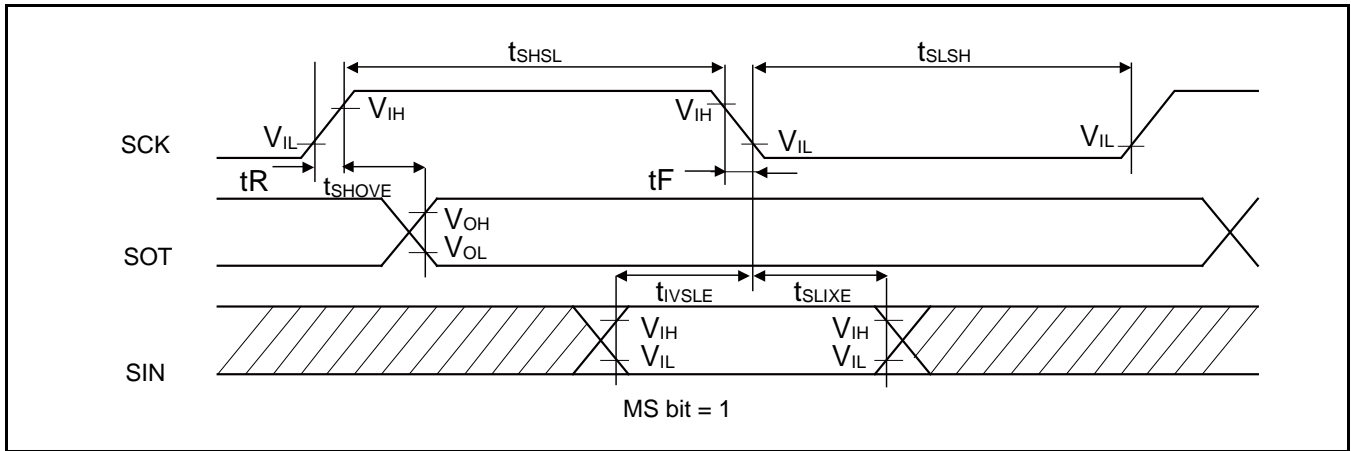 tSHSL
tSLSH
VIH
VIH
SCK
VIL
VIL
VIL
tR
tSHOVE
tF
VOH
SOT
VOL
tIVSLE
tSLIXE
VIH
VIH
SIN
VIL
VIL
MS bit = 1